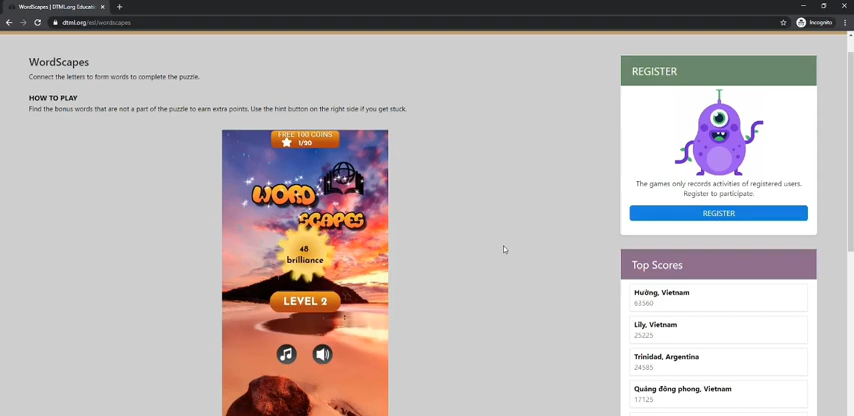 WordScapes | DTML.org Educatio
dtml.org/esl/wordscapes
Incognito
WordScapes
Connect the letters to form words to complete the puzzle.
HOW TO PLAY
Find the bonus words that are not a part of the puzzle to earn extra points. Use the hint button on the right side if you get stuck.
FREE 100 COINS
1/90
WORD
SCAPES
48
brilliance
LEVEL 2
REGISTER
The games only records activities of registered users.
Register to participate.
REGISTER
Top Scores
Hường, Vietnam
63560
Lily, Vietnam
25225
Trinidad, Argentina
24585
Quảng đông phong, Vietnam
17125